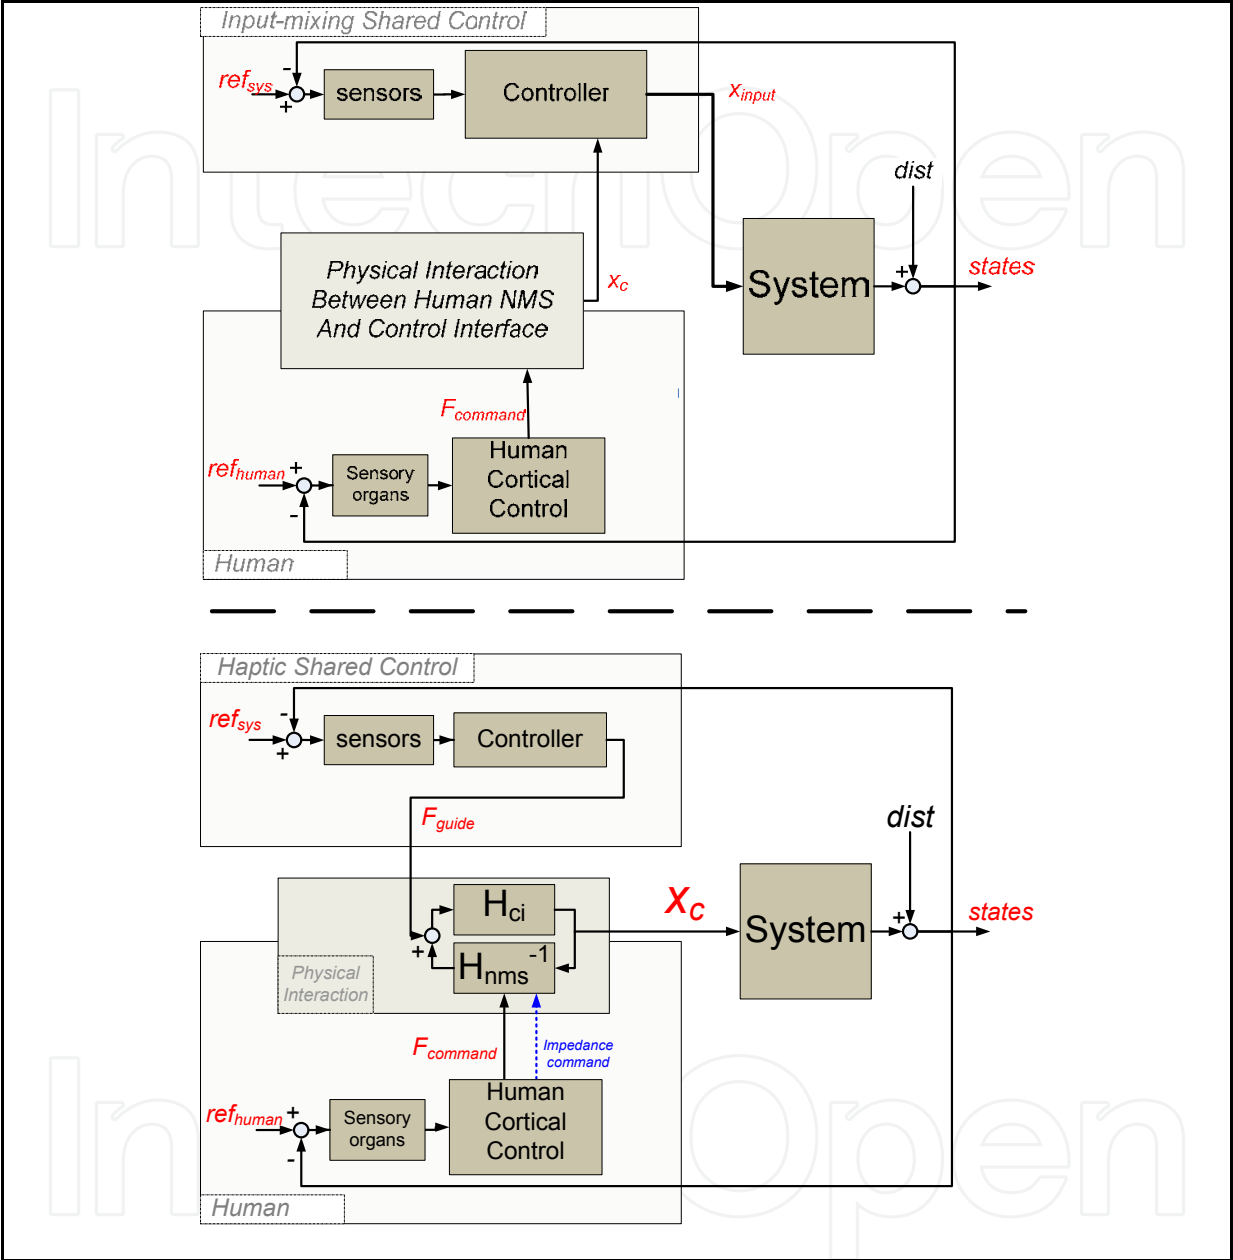 Input-mixing Shared Control
ref_sys
-
+
sensors
Controller
x_input
dist
Physical Interaction
Between Human NMS
And Control Interface
x_c
System
+
states
F_command
ref_human
+
-
Sensory
organs
Human
Cortical
Control
Human
Haptic Shared Control
ref_sys
-
+
sensors
Controller
F_guide
dist
H_ci
X_c
System
+
states
+
H_nms^-1
Physical
Interaction
F_command
Impedance
command
ref_human
+
-
Sensory
organs
Human
Cortical
Control
Human
IntechOpen
IntechOpen